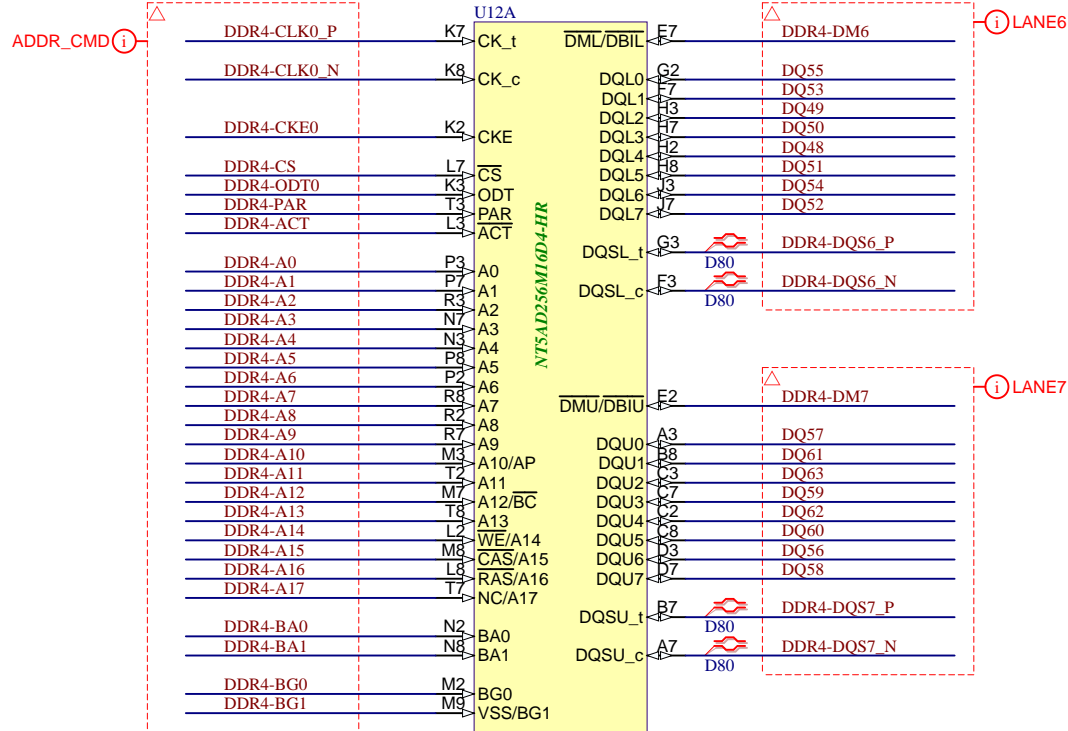 U12A
ADDR_CMD
i
LANE6
i
DDR4-CLK0_P K7 CK_t
DDR4-CLK0_N K8 CK_c
DDR4-CKE0 K2 CKE
DDR4-CS L7 CS
DDR4-ODT0 K3 ODT
DDR4-PAR T3 PAR
DDR4-ACT L3 ACT
DDR4-A0 P3 A0
DDR4-A1 P7 A1
DDR4-A2 R3 A2
DDR4-A3 N7 A3
DDR4-A4 N3 A4
DDR4-A5 P8 A5
DDR4-A6 P2 A6
DDR4-A7 R8 A7
DDR4-A8 R2 A8
DDR4-A9 R7 A9
DDR4-A10 M3 A10/AP
DDR4-A11 T2 A11
DDR4-A12 M7 A12/BC
DDR4-A13 T8 A13
DDR4-A14 L2 WE/A14
DDR4-A15 M8 CAS/A15
DDR4-A16 L8 RAS/A16
DDR4-A17 T7 NC/A17
DDR4-BA0 N2 BA0
DDR4-BA1 N8 BA1
DDR4-BG0 M2 BG0
DDR4-BG1 M9 VSS/BG1
NT5AD256M16D4-HR
DML/DBIL E7 DDR4-DM6
DQL0 G2 DQ55
DQL1 F7 DQ53
DQL2 H3 DQ49
DQL3 H7 DQ50
DQL4 H2 DQ48
DQL5 H8 DQ51
DQL6 J3 DQ54
DQL7 J7 DQ52
DQSL_t G3 D80 DDR4-DQS6_P
DQSL_c F3 D80 DDR4-DQS6_N
i
LANE7
DMU/DBIU E2 DDR4-DM7
DQU0 A3 DQ57
DQU1 B8 DQ61
DQU2 C3 DQ63
DQU3 C7 DQ59
DQU4 C2 DQ62
DQU5 C8 DQ60
DQU6 D3 DQ56
DQU7 D7 DQ58
DQSU_t B7 D80 DDR4-DQS7_P
DQSU_c A7 D80 DDR4-DQS7_N